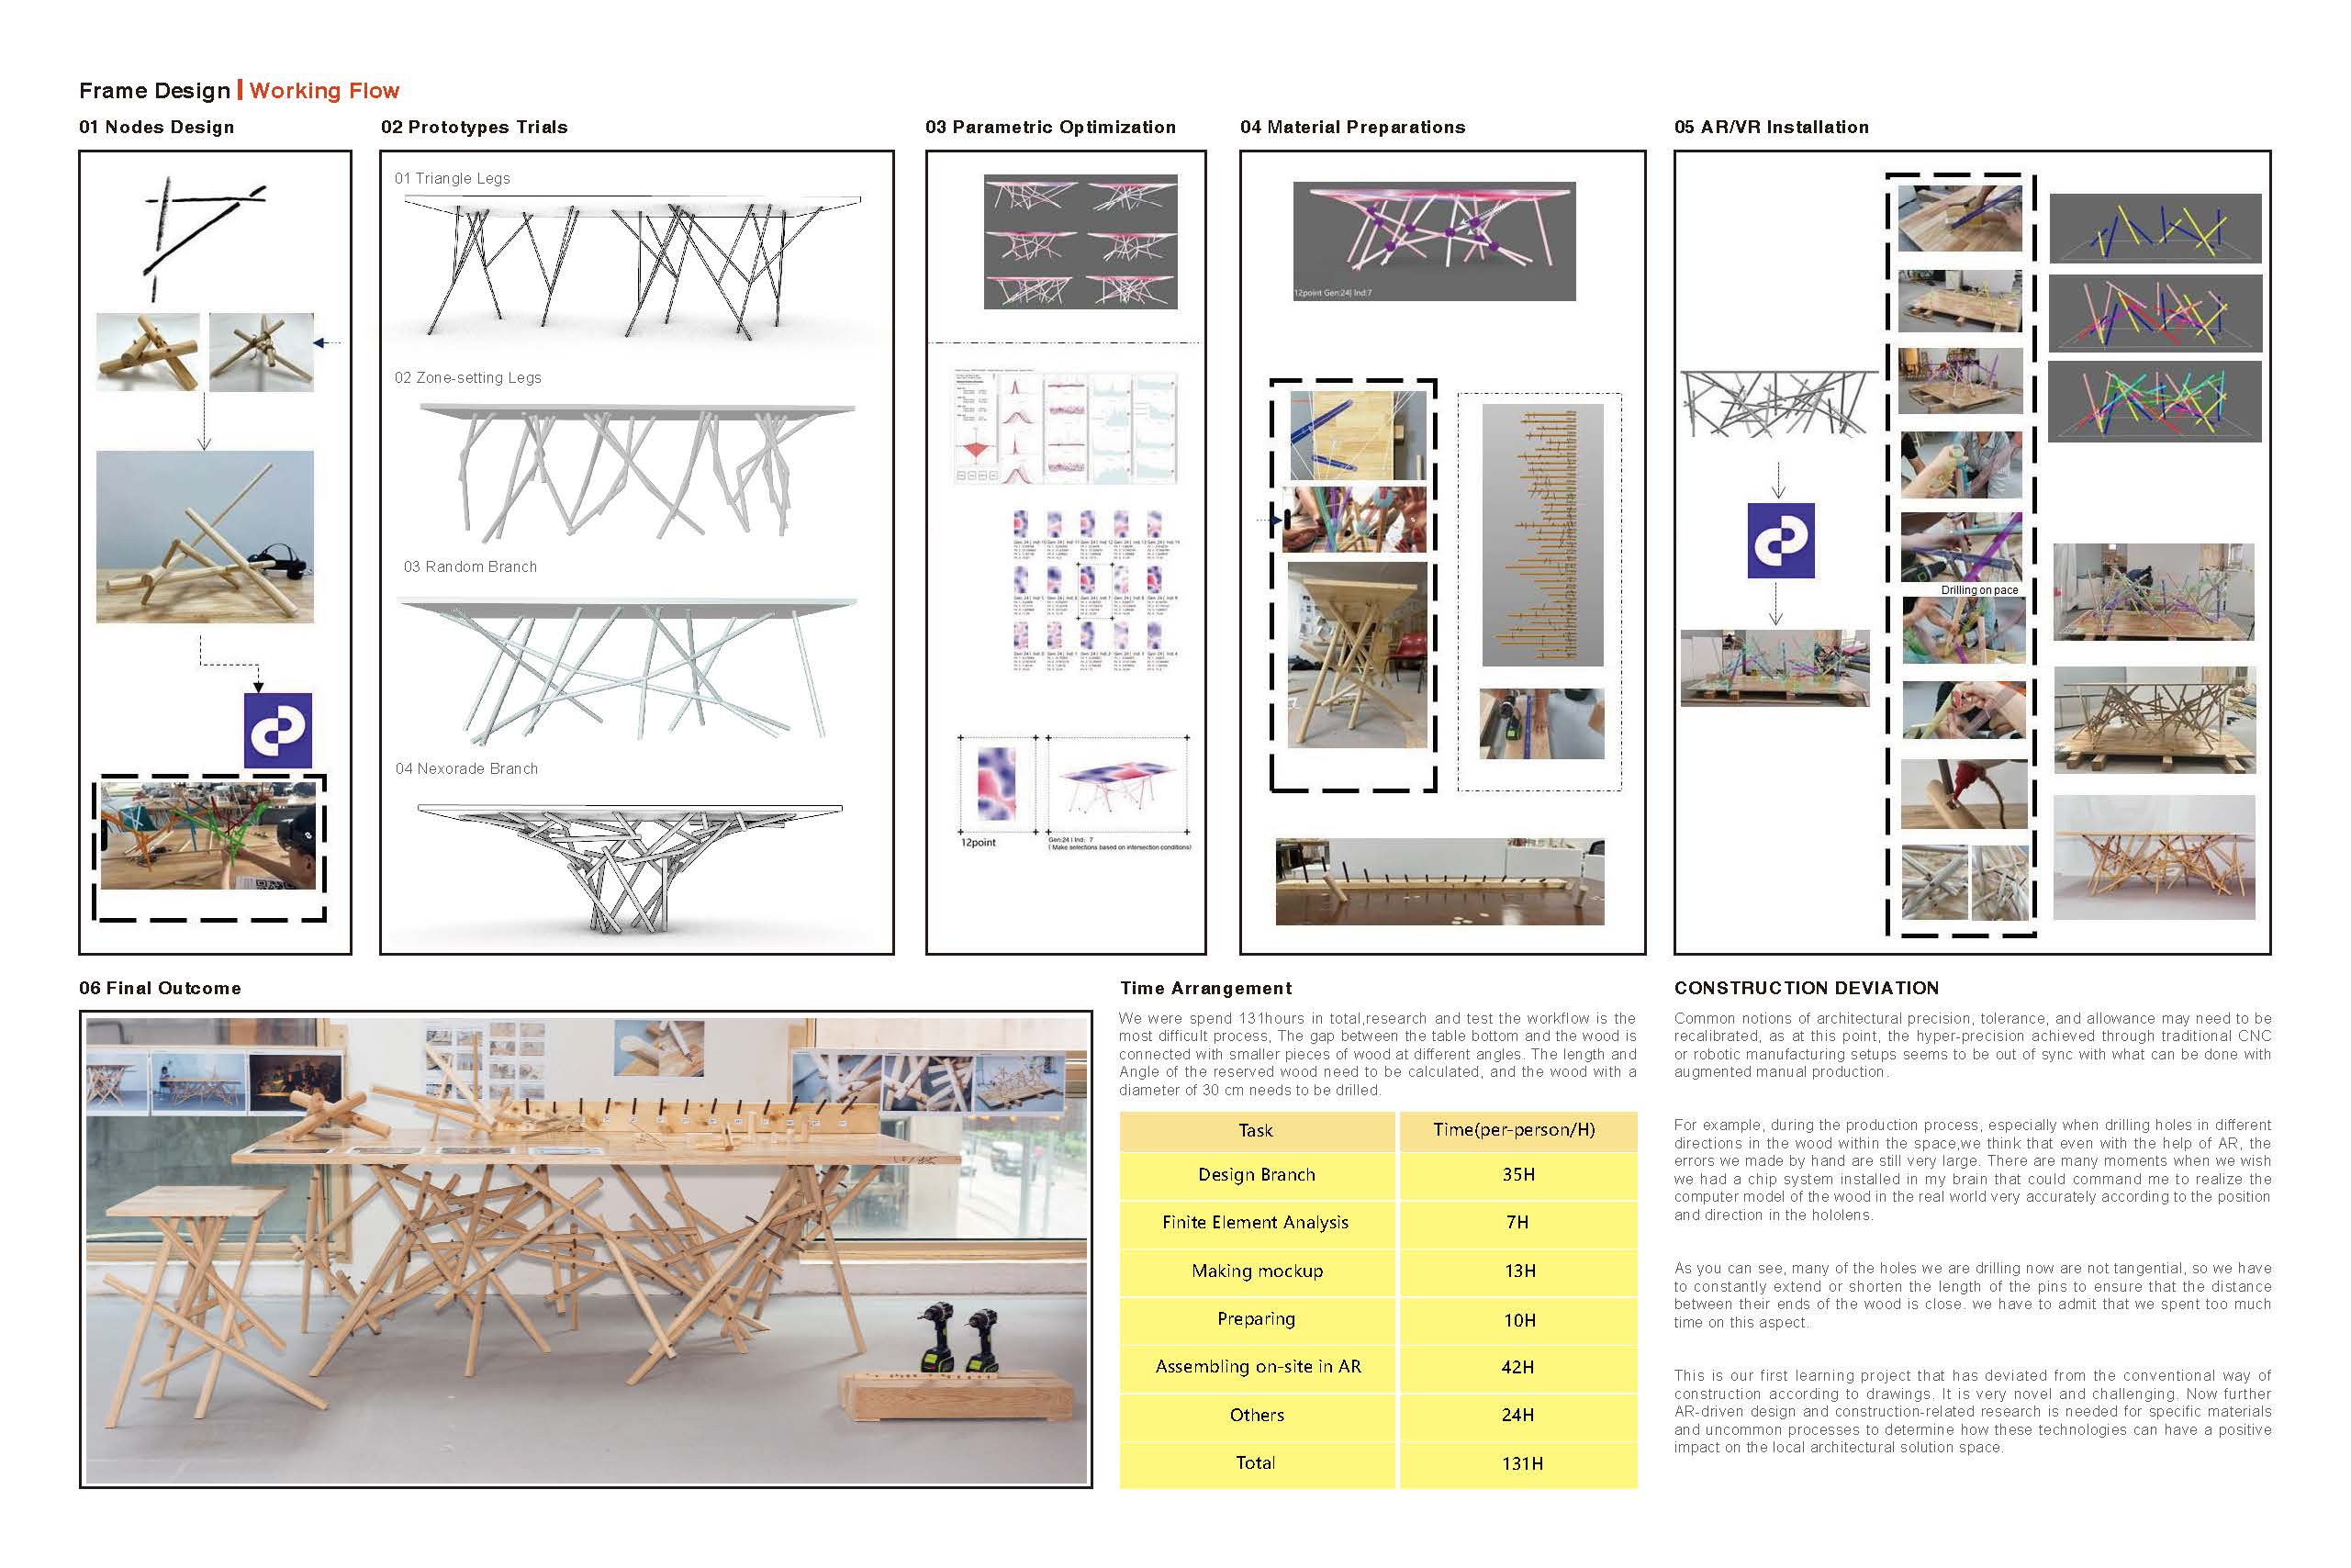 Frame Design | Working Flow
01 Nodes Design
02 Prototypes Trials
01 Triangle Legs
02 Zone-setting Legs
03 Random Branch
04 Nexorade Branch
03 Parametric Optimization
12point
Gen:24 | Ind: 7
( Make selections based on intersection conditions)
04 Material Preparations
12point Gen:24| Ind:7
05 AR/VR Installation
Drilling on pace
06 Final Outcome
Time Arrangement
We were spend 131hours in total,research and test the workflow is the
most difficult process, The gap between the table bottom and the wood is
connected with smaller pieces of wood at different angles. The length and
Angle of the reserved wood need to be calculated, and the wood with a
diameter of 30 cm needs to be drilled.
Task Time(per-person/H)
Design Branch 35H
Finite Element Analysis 7H
Making mockup 13H
Preparing 10H
Assembling on-site in AR 42H
Others 24H
Total 131H
CONSTRUCTION DEVIATION
Common notions of architectural precision, tolerance, and allowance may need to be
recalibrated, as at this point, the hyper-precision achieved through traditional CNC
or robotic manufacturing setups seems to be out of sync with what can be done with
augmented manual production.
For example, during the production process, especially when drilling holes in different
directions in the wood within the space,we think that even with the help of AR, the
errors we made by hand are still very large. There are many moments when we wish
we had a chip system installed in my brain that could command me to realize the
computer model of the wood in the real world very accurately according to the position
and direction in the hololens.
As you can see, many of the holes we are drilling now are not tangential, so we have
to constantly extend or shorten the length of the pins to ensure that the distance
between their ends of the wood is close. we have to admit that we spent too much
time on this aspect.
This is our first learning project that has deviated from the conventional way of
construction according to drawings. It is very novel and challenging. Now further
AR-driven design and construction-related research is needed for specific materials
and uncommon processes to determine how these technologies can have a positive
impact on the local architectural solution space.